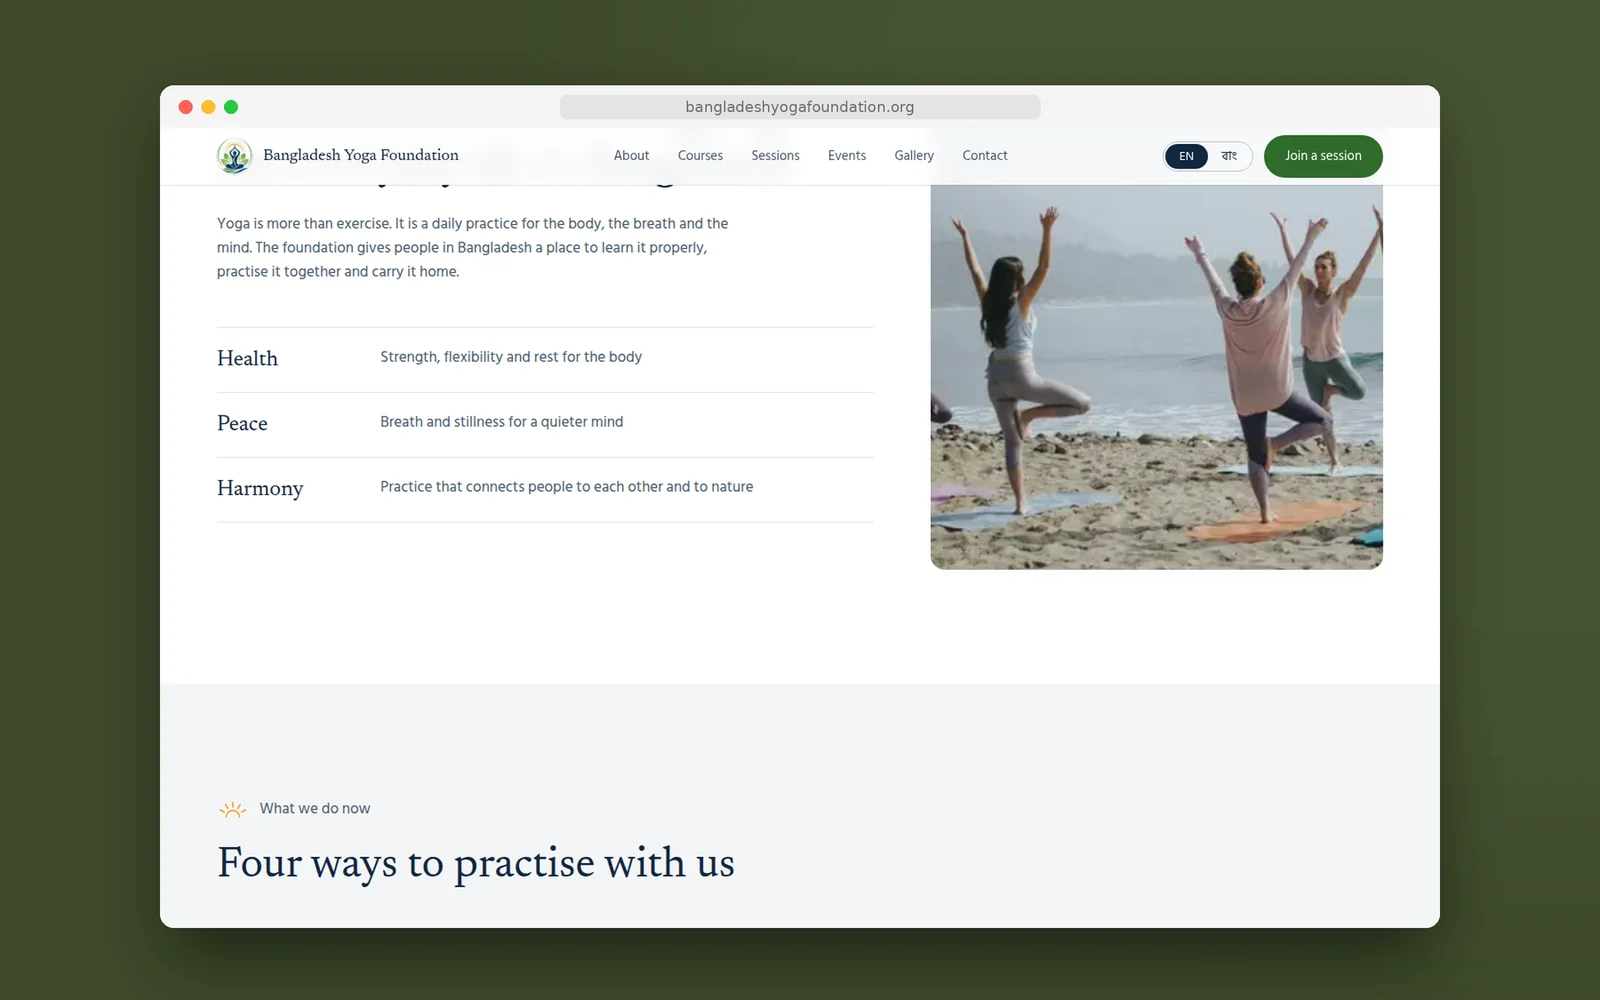 bangladeshyogafoundation.org
Bangladesh Yoga Foundation
About
Courses
Sessions
Events
Gallery
Contact
EN
বাং
Join a session
Yoga is more than exercise. It is a daily practice for the body, the breath and the
mind. The foundation gives people in Bangladesh a place to learn it properly,
practise it together and carry it home.
Health
Strength, flexibility and rest for the body
Peace
Breath and stillness for a quieter mind
Harmony
Practice that connects people to each other and to nature
What we do now
Four ways to practise with us